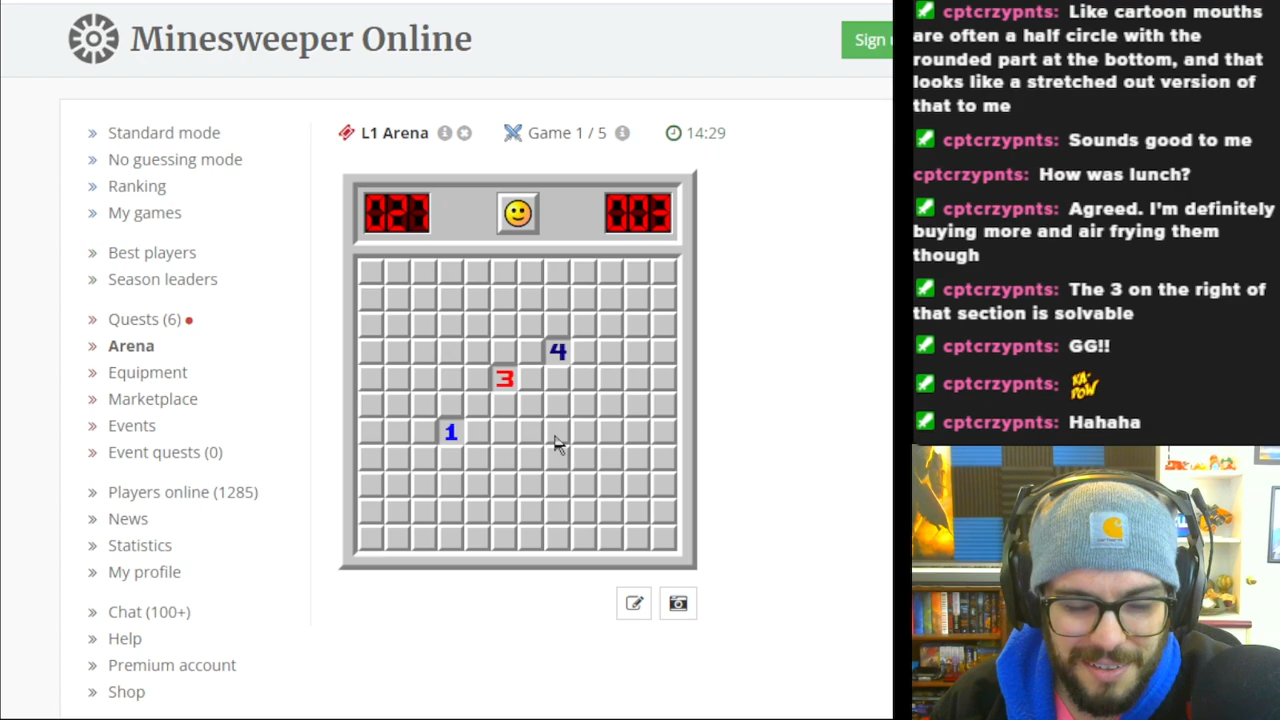 Minesweeper Online
Sign
Standard mode
No guessing mode
Ranking
My games
Best players
Season leaders
Quests (6)
Arena
Equipment
Marketplace
Events
Event quests (0)
Players online (1285)
News
Statistics
My profile
Chat (100+)
Help
Premium account
Shop
L1 Arena
Game 1 / 5
14:29
4
3
1
cptcrzypnts: Like cartoon mouths
are often a half circle with the
rounded part at the bottom, and that
looks like a stretched out version of
that to me
cptcrzypnts: Sounds good to me
cptcrzypnts: How was lunch?
cptcrzypnts: Agreed. I'm definitely
buying more and air frying them
though
cptcrzypnts: The 3 on the right of
that section is solvable
cptcrzypnts: GG!!
cptcrzypnts: KA-
POW
cptcrzypnts: Hahaha